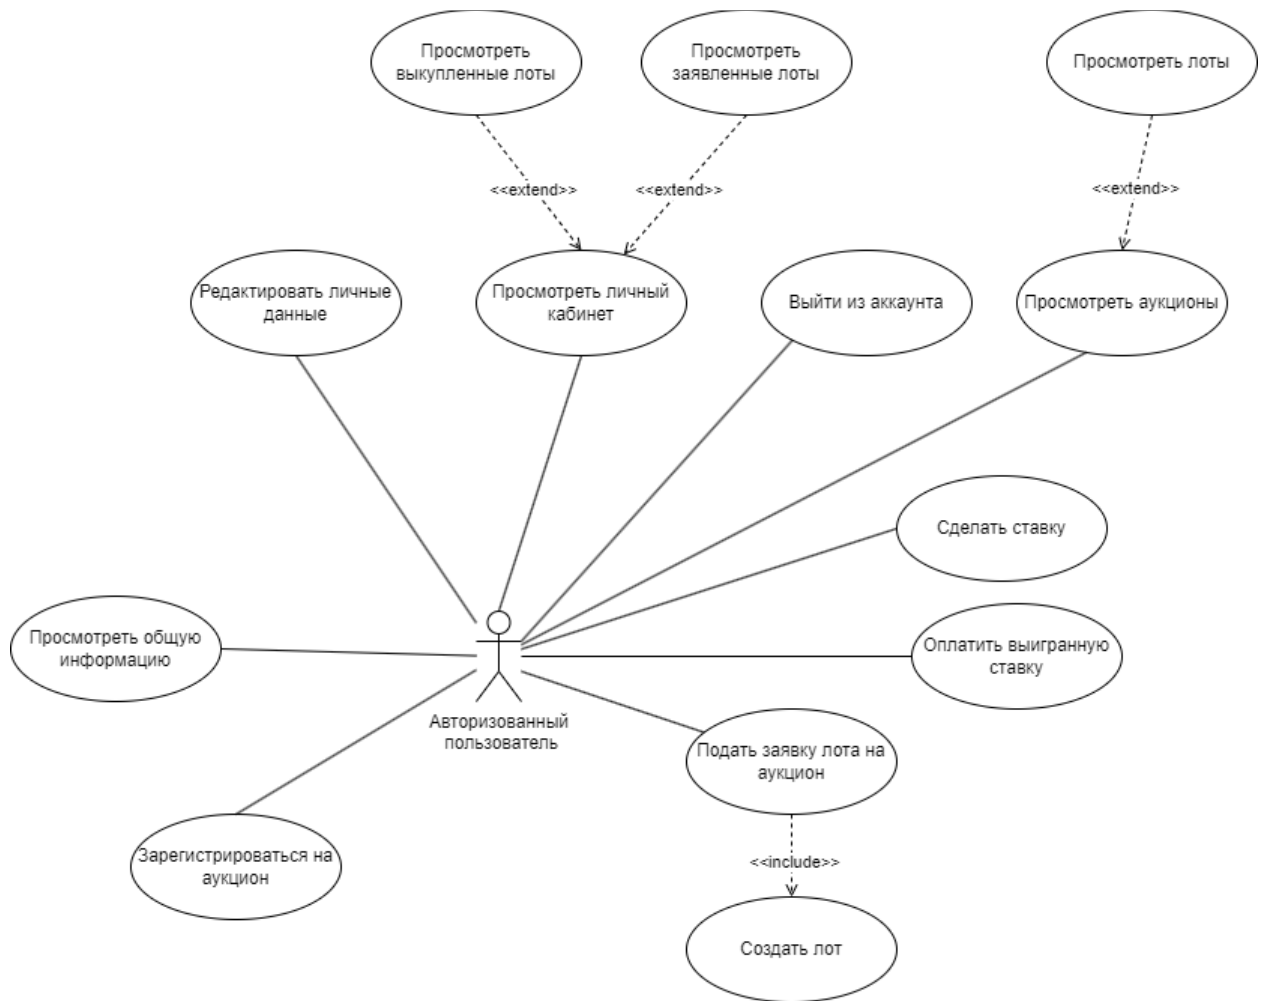 Просмотреть
выкупленные лоты
Просмотреть
заявленные лоты
Просмотреть лоты
<<extend>>
<<extend>>
<<extend>>
Редактировать личные
данные
Просмотреть личный
кабинет
Выйти из аккаунта
Просмотреть аукционы
Сделать ставку
Просмотреть общую
информацию
Оплатить выигранную
ставку
Авторизованный
пользователь
Подать заявку лота на
аукцион
Зарегистрироваться на
аукцион
<<include>>
Создать лот